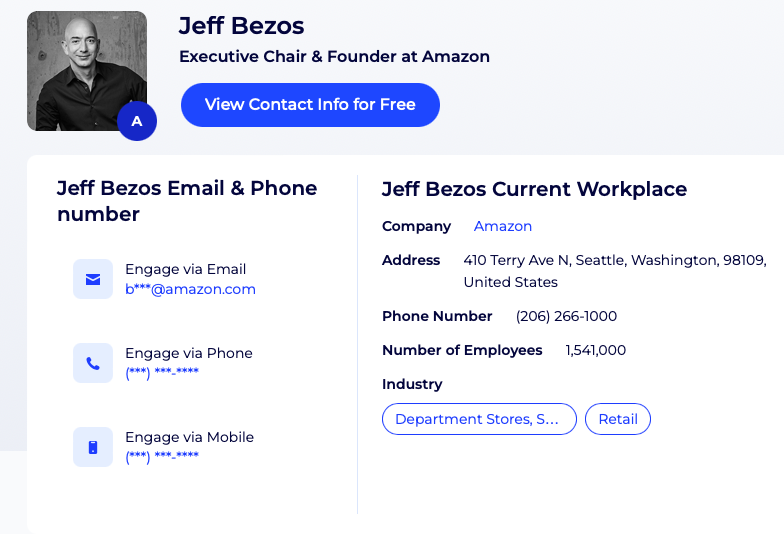 Jeff Bezos
Executive Chair & Founder at Amazon
View Contact Info for Free
A
Jeff Bezos Email & Phone
number
Engage via Email
b***@amazon.com
Engage via Phone
(***) ***-****
Engage via Mobile
(***) ***-****
Jeff Bezos Current Workplace
Company Amazon
Address 410 Terry Ave N, Seattle, Washington, 98109,
United States
Phone Number (206) 266-1000
Number of Employees 1,541,000
Industry
Department Stores, S... Retail